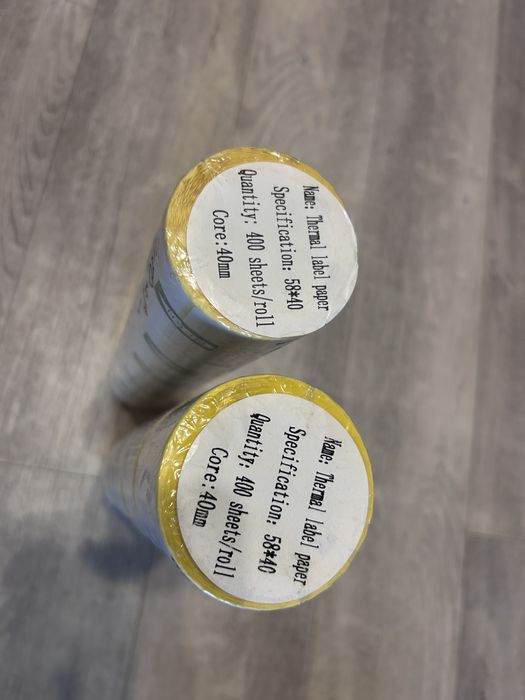 Name: Thermal label paper
Specification: 58*40
Quantity: 400 sheets/roll
Core: 40mm
Name: Thermal label paper
Specification: 58*40
Quantity: 400 sheets/roll
Core: 40mm